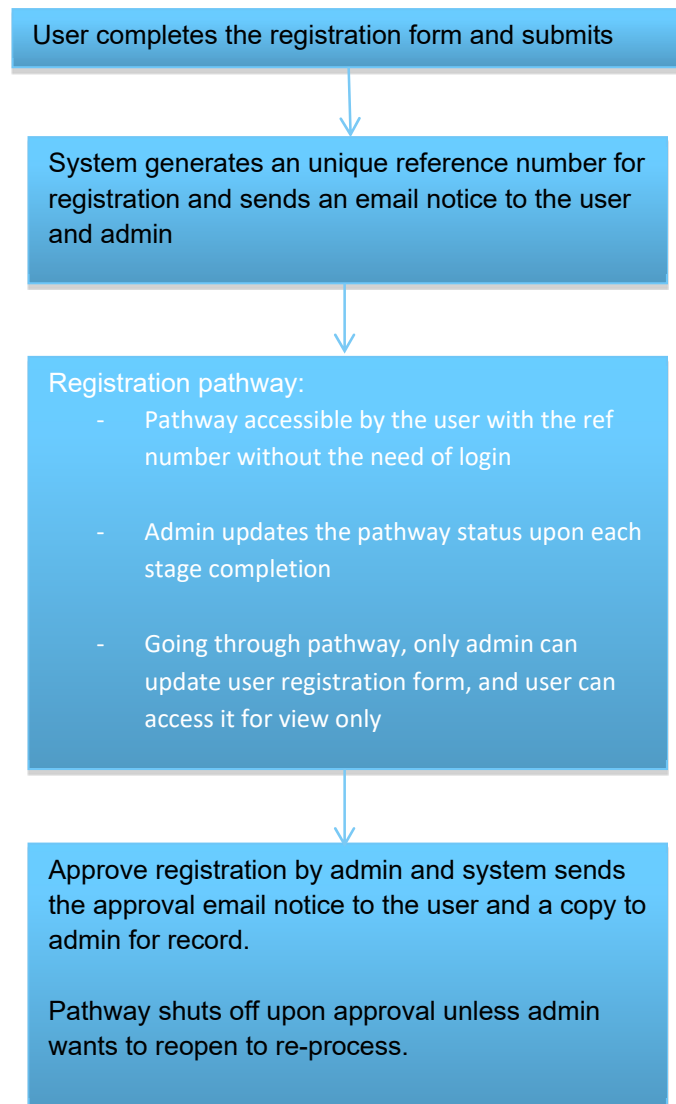 User completes the registration form and submits
System generates an unique reference number for
registration and sends an email notice to the user
and admin
Registration pathway:
- Pathway accessible by the user with the ref
number without the need of login
- Admin updates the pathway status upon each
stage completion
- Going through pathway, only admin can
update user registration form, and user can
access it for view only
Approve registration by admin and system sends
the approval email notice to the user and a copy to
admin for record.
Pathway shuts off upon approval unless admin
wants to reopen to re-process.